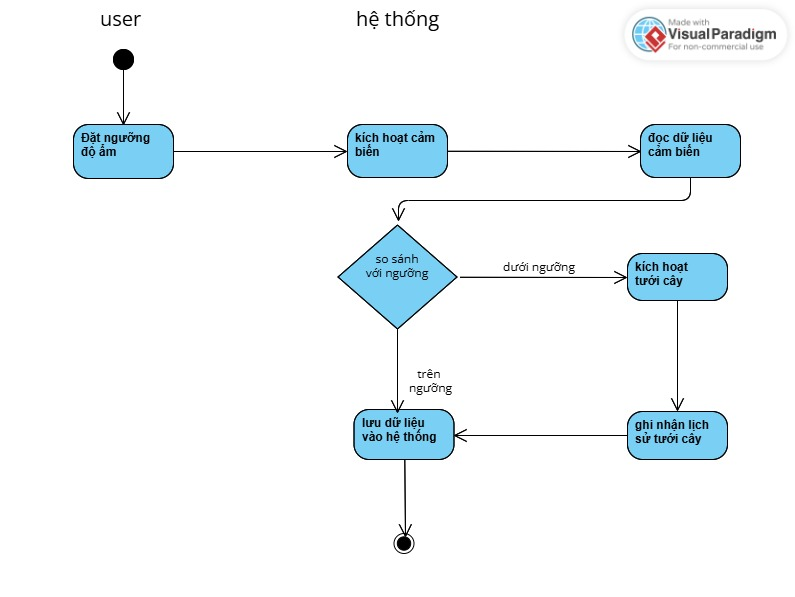 user
hệ thống
Made with
VisualParadigm
For non-commercial use
Đặt ngưỡng
độ ẩm
kích hoạt cảm
biến
đọc dữ liệu
cảm biến
so sánh
với ngưỡng
dưới ngưỡng
kích hoạt
tưới cây
trên
ngưỡng
lưu dữ liệu
vào hệ thống
ghi nhận lịch
sử tưới cây